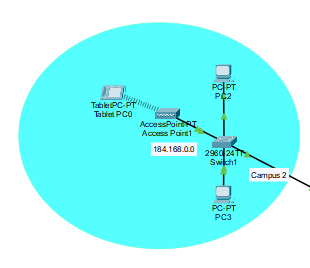 PC-PT
PC2
TabletPC-PT
Tablet PC0
AccessPoint-PT
Access Point1
184.168.0.0
2960-24TT
Switch1
Campus 2
PC-PT
PC3